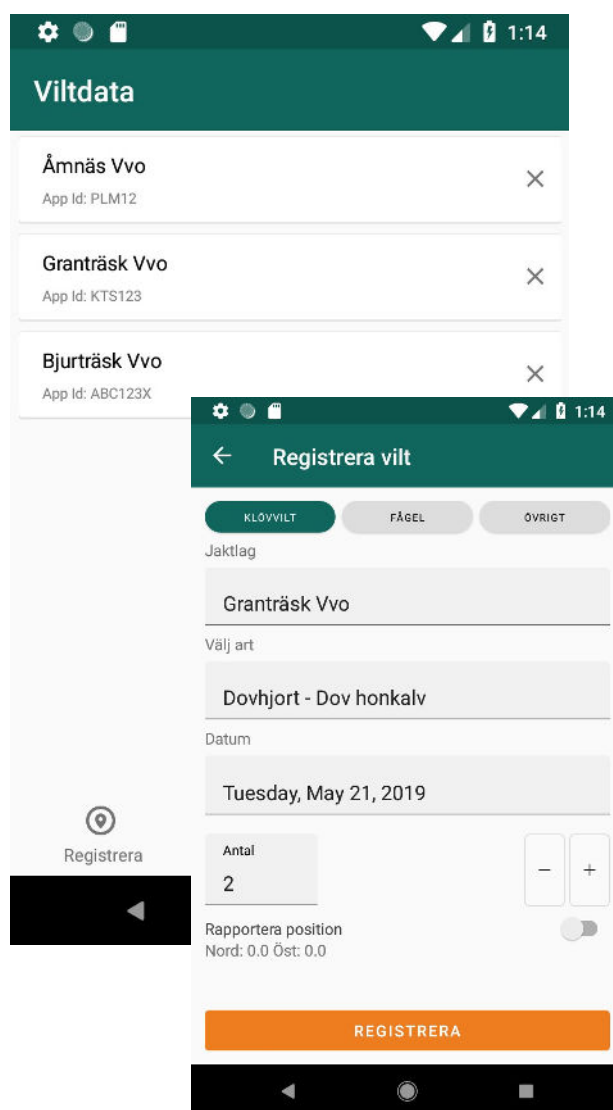 1:14
Viltdata
Åmnäs Vvo
App Id: PLM12
Granträsk Vvo
App Id: KTS123
Bjurträsk Vvo
App Id: ABC123X
Registrera
1:14
Registrera vilt
KLÖVVILT FÅGEL ÖVRIGT
Jaktlag
Granträsk Vvo
Välj art
Dovhjort - Dov honkalv
Datum
Tuesday, May 21, 2019
Antal
2
− +
Rapportera position
Nord: 0.0 Öst: 0.0
REGISTRERA